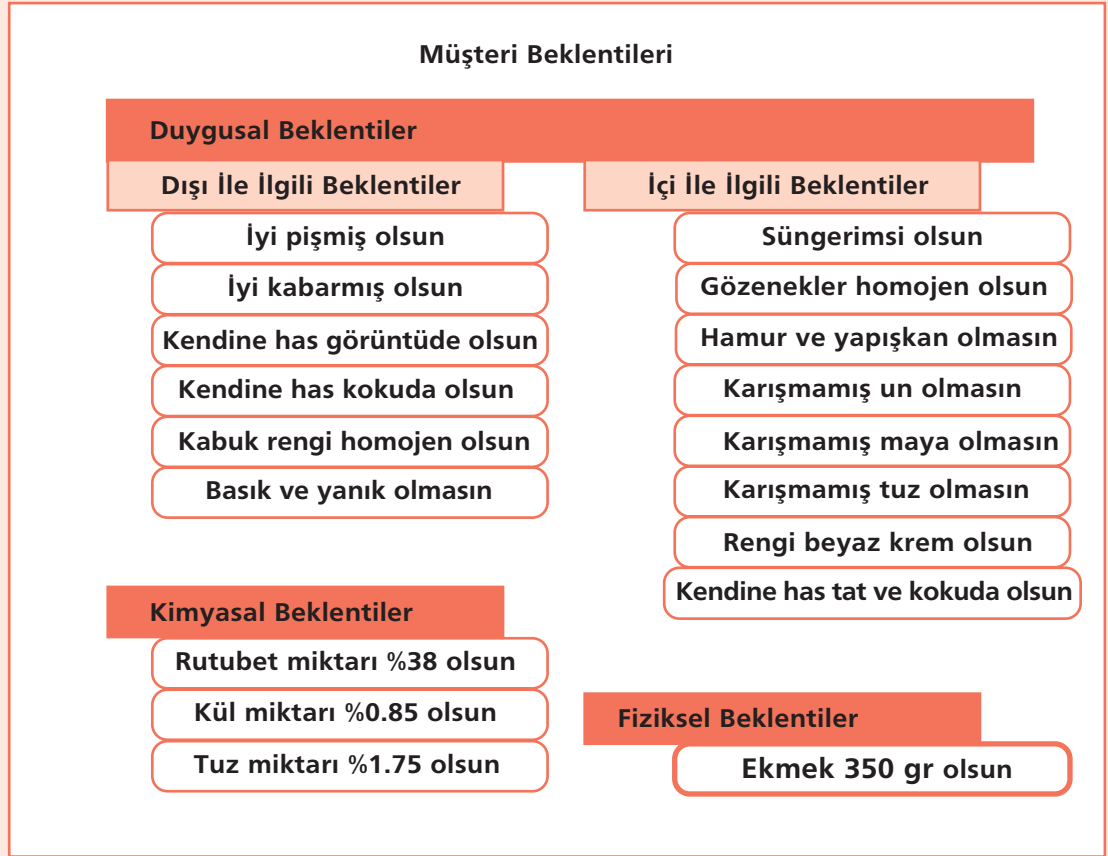 Müşteri Beklentileri
Duygusal Beklentiler
Dışı İle İlgili Beklentiler
İyi pişmiş olsun
İyi kabarmış olsun
Kendine has görüntüde olsun
Kendine has kokuda olsun
Kabuk rengi homojen olsun
Basık ve yanık olmasın
İçi İle İlgili Beklentiler
Süngerimsi olsun
Gözenekler homojen olsun
Hamur ve yapışkan olmasın
Karışmamış un olmasın
Karışmamış maya olmasın
Karışmamış tuz olmasın
Rengi beyaz krem olsun
Kendine has tat ve kokuda olsun
Kimyasal Beklentiler
Rutubet miktarı %38 olsun
Kül miktarı %0.85 olsun
Tuz miktarı %1.75 olsun
Fiziksel Beklentiler
Ekmek 350 gr olsun